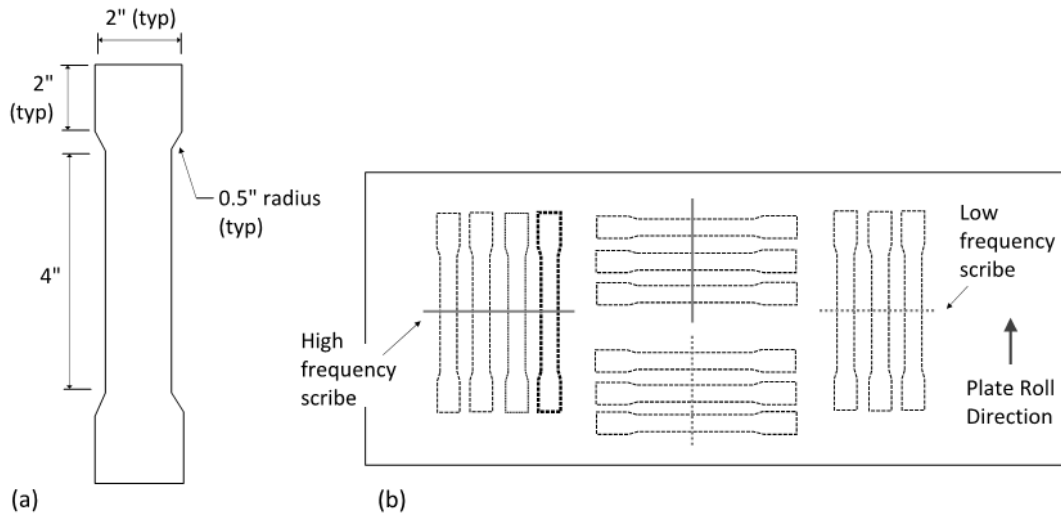 2" (typ)
2"
(typ)
0.5" radius
(typ)
4"
(a)
High
frequency
scribe
Low
frequency
scribe
Plate Roll
Direction
(b)